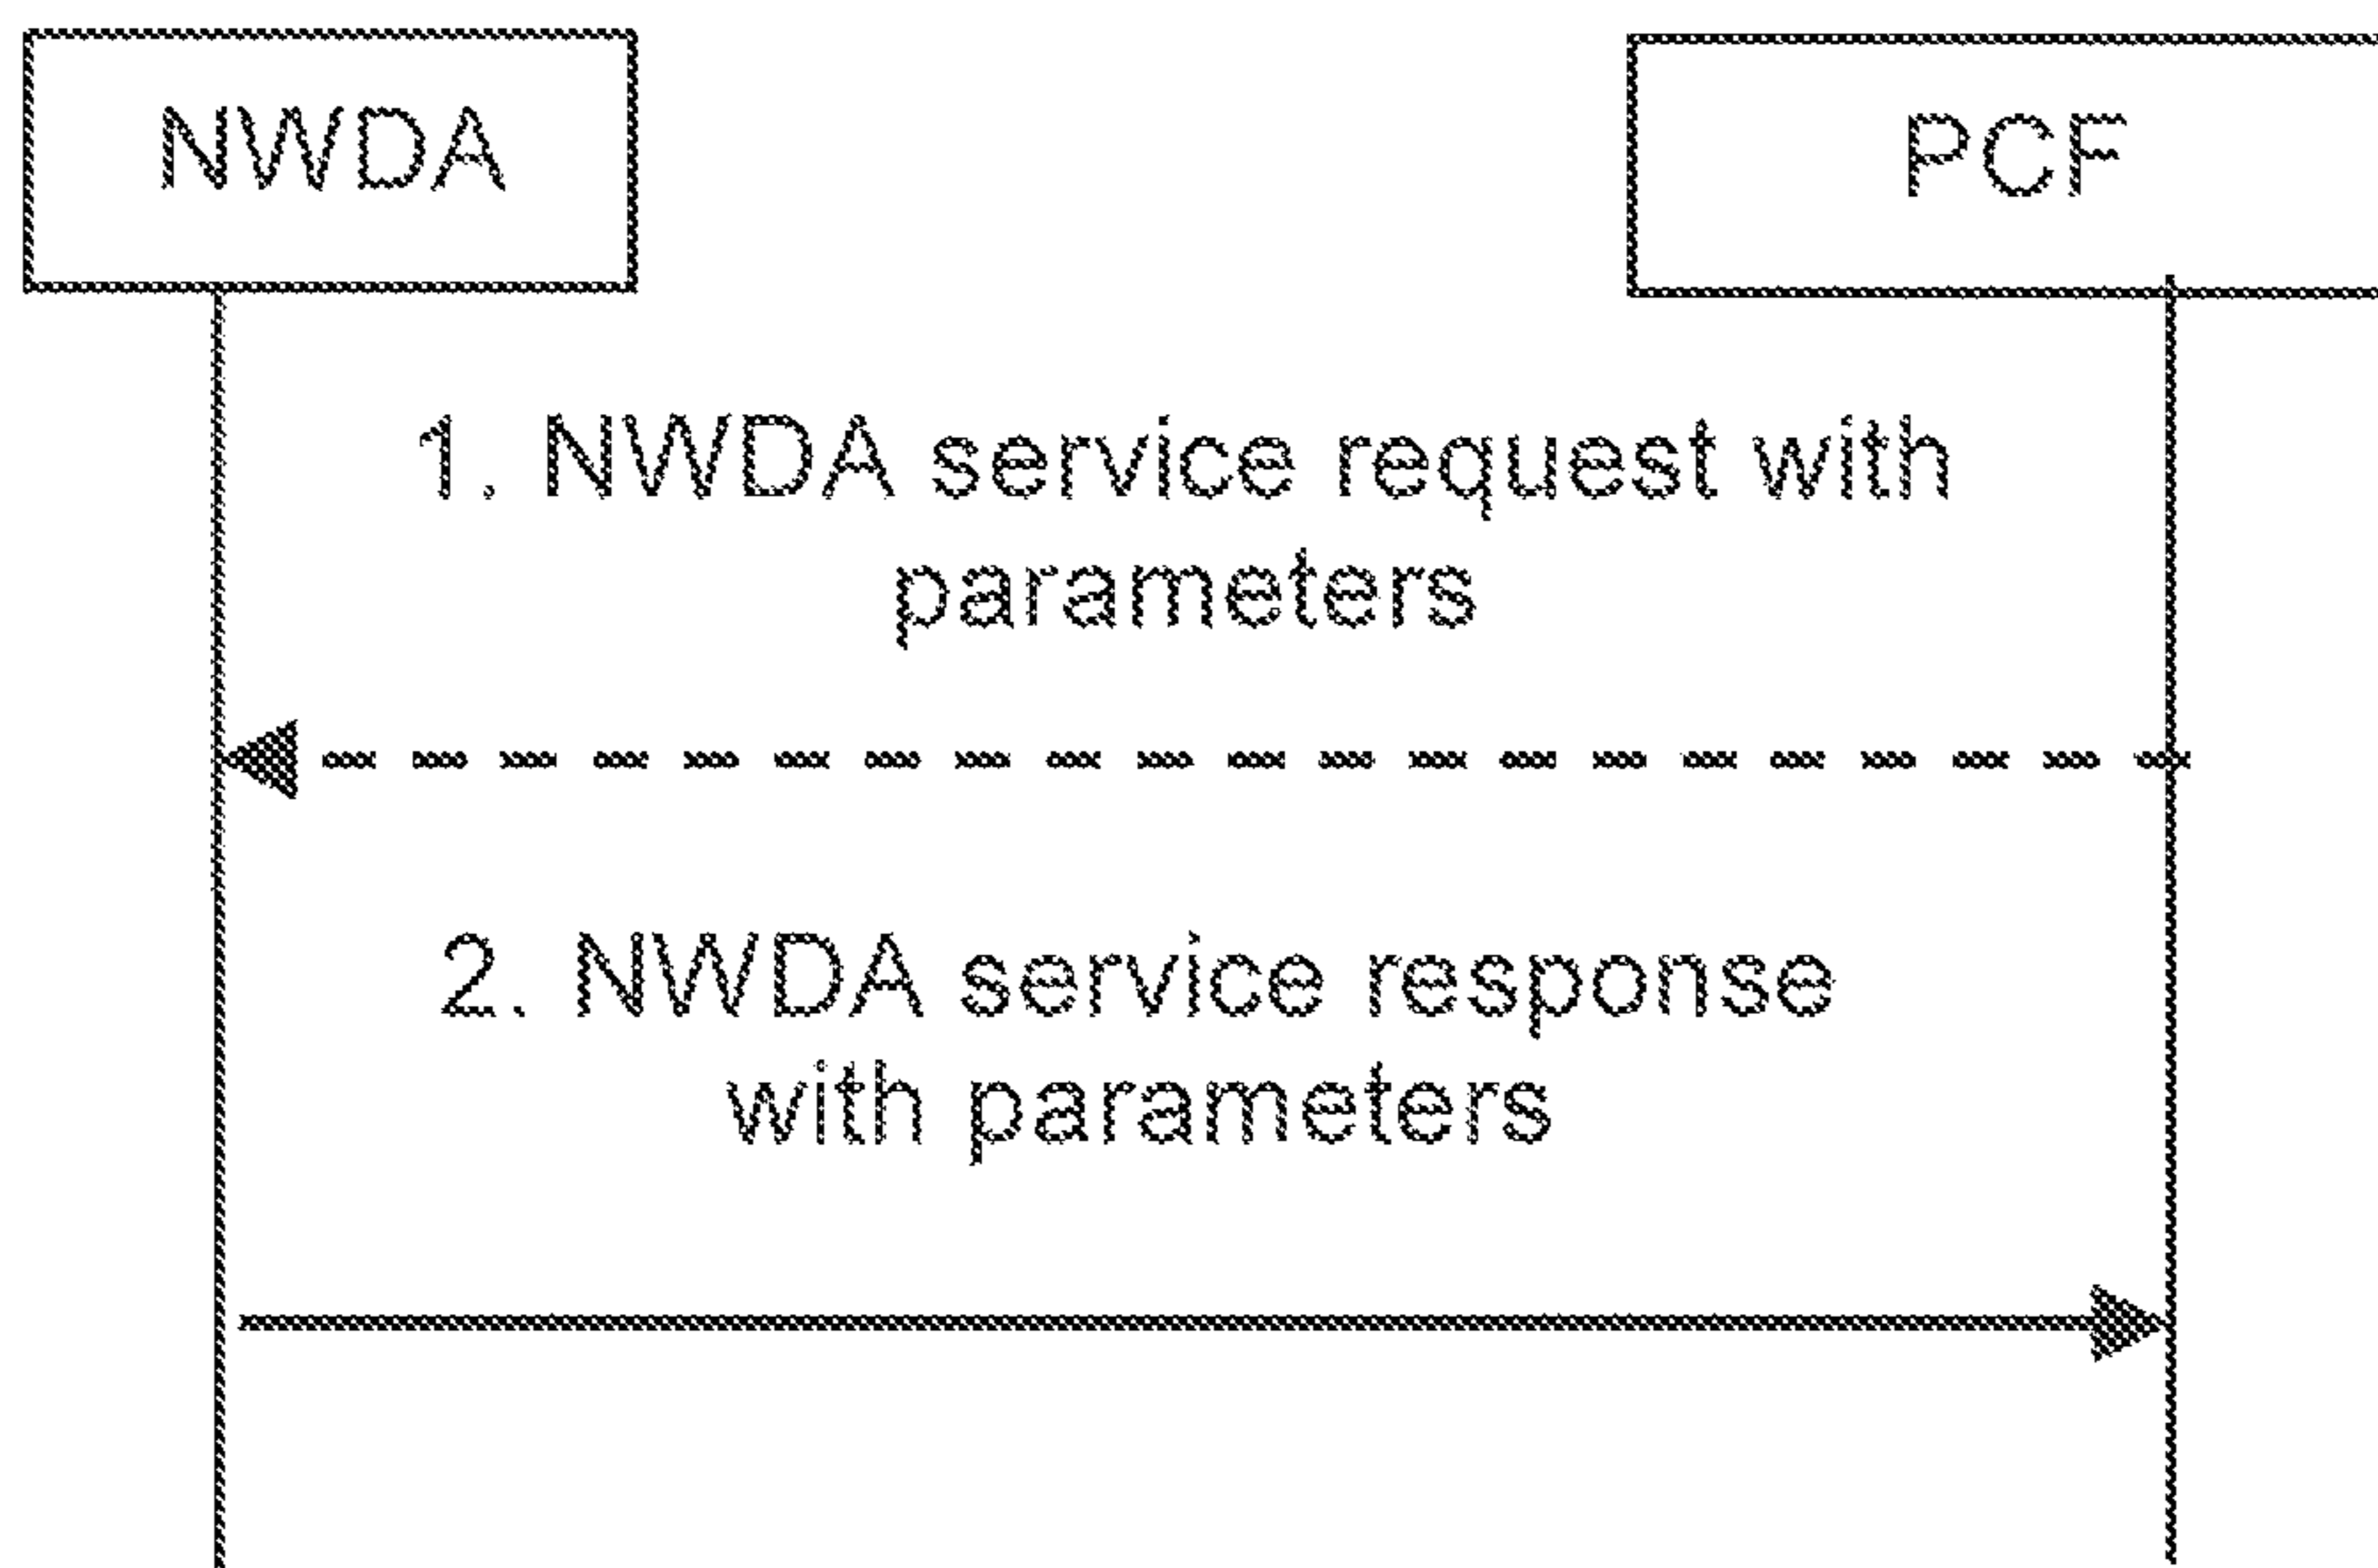 NWDA
PCF
1. NWDA service request with
parameters
2. NWDA service response
with parameters